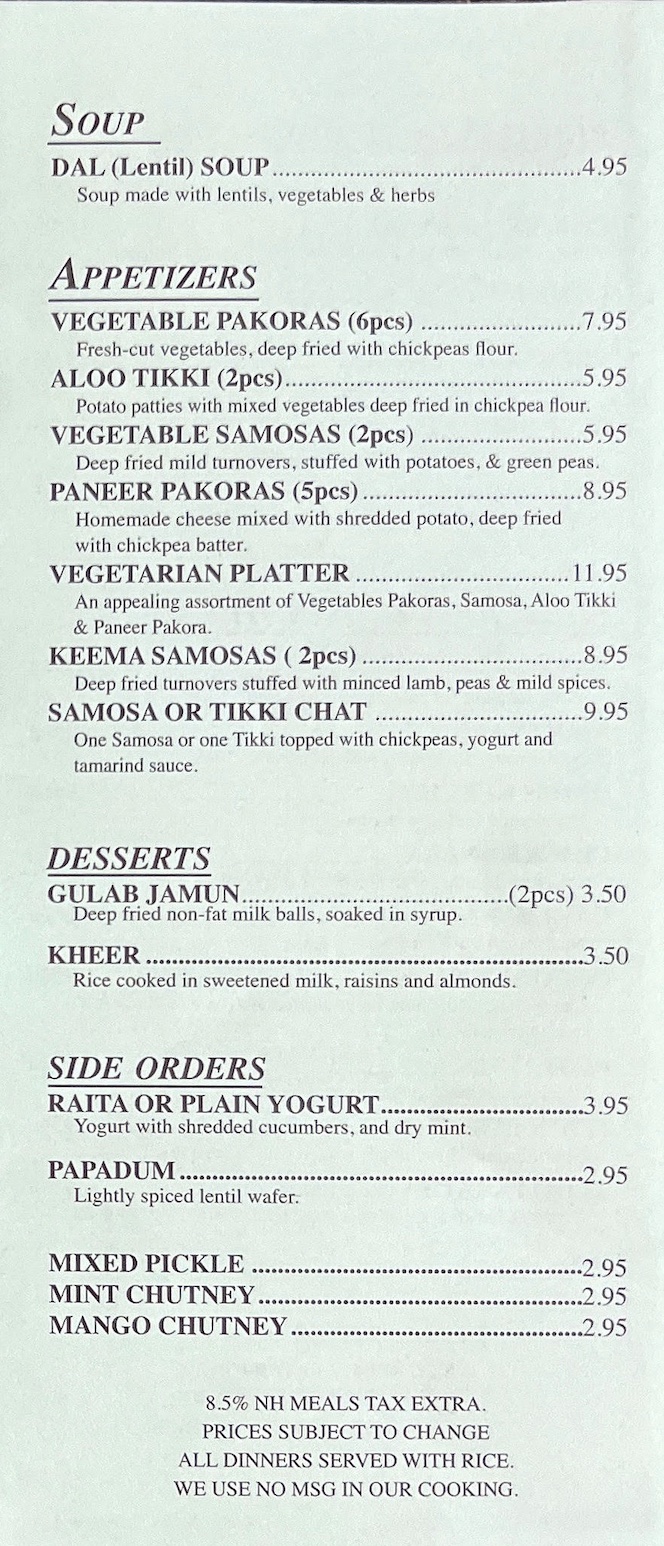 SOUP
DAL (Lentil) SOUP................................................4.95
Soup made with lentils, vegetables & herbs
APPETIZERS
VEGETABLE PAKORAS (6pcs) .........................7.95
Fresh-cut vegetables, deep fried with chickpeas flour.
ALOO TIKKI (2pcs)..............................................5.95
Potato patties with mixed vegetables deep fried in chickpea flour.
VEGETABLE SAMOSAS (2pcs) .........................5.95
Deep fried mild turnovers, stuffed with potatoes, & green peas.
PANEER PAKORAS (5pcs)..................................8.95
Homemade cheese mixed with shredded potato, deep fried
with chickpea batter.
VEGETARIAN PLATTER .................................11.95
An appealing assortment of Vegetables Pakoras, Samosa, Aloo Tikki
& Paneer Pakora.
KEEMA SAMOSAS ( 2pcs) ..................................8.95
Deep fried turnovers stuffed with minced lamb, peas & mild spices.
SAMOSA OR TIKKI CHAT ................................9.95
One Samosa or one Tikki topped with chickpeas, yogurt and
tamarind sauce.
DESSERTS
GULAB JAMUN.........................................(2pcs) 3.50
Deep fried non-fat milk balls, soaked in syrup.
KHEER .....................................................................3.50
Rice cooked in sweetened milk, raisins and almonds.
SIDE ORDERS
RAITA OR PLAIN YOGURT................................3.95
Yogurt with shredded cucumbers, and dry mint.
PAPADUM................................................................2.95
Lightly spiced lentil wafer.
MIXED PICKLE ....................................................2.95
MINT CHUTNEY...................................................2.95
MANGO CHUTNEY..............................................2.95
8.5% NH MEALS TAX EXTRA.
PRICES SUBJECT TO CHANGE
ALL DINNERS SERVED WITH RICE.
WE USE NO MSG IN OUR COOKING.